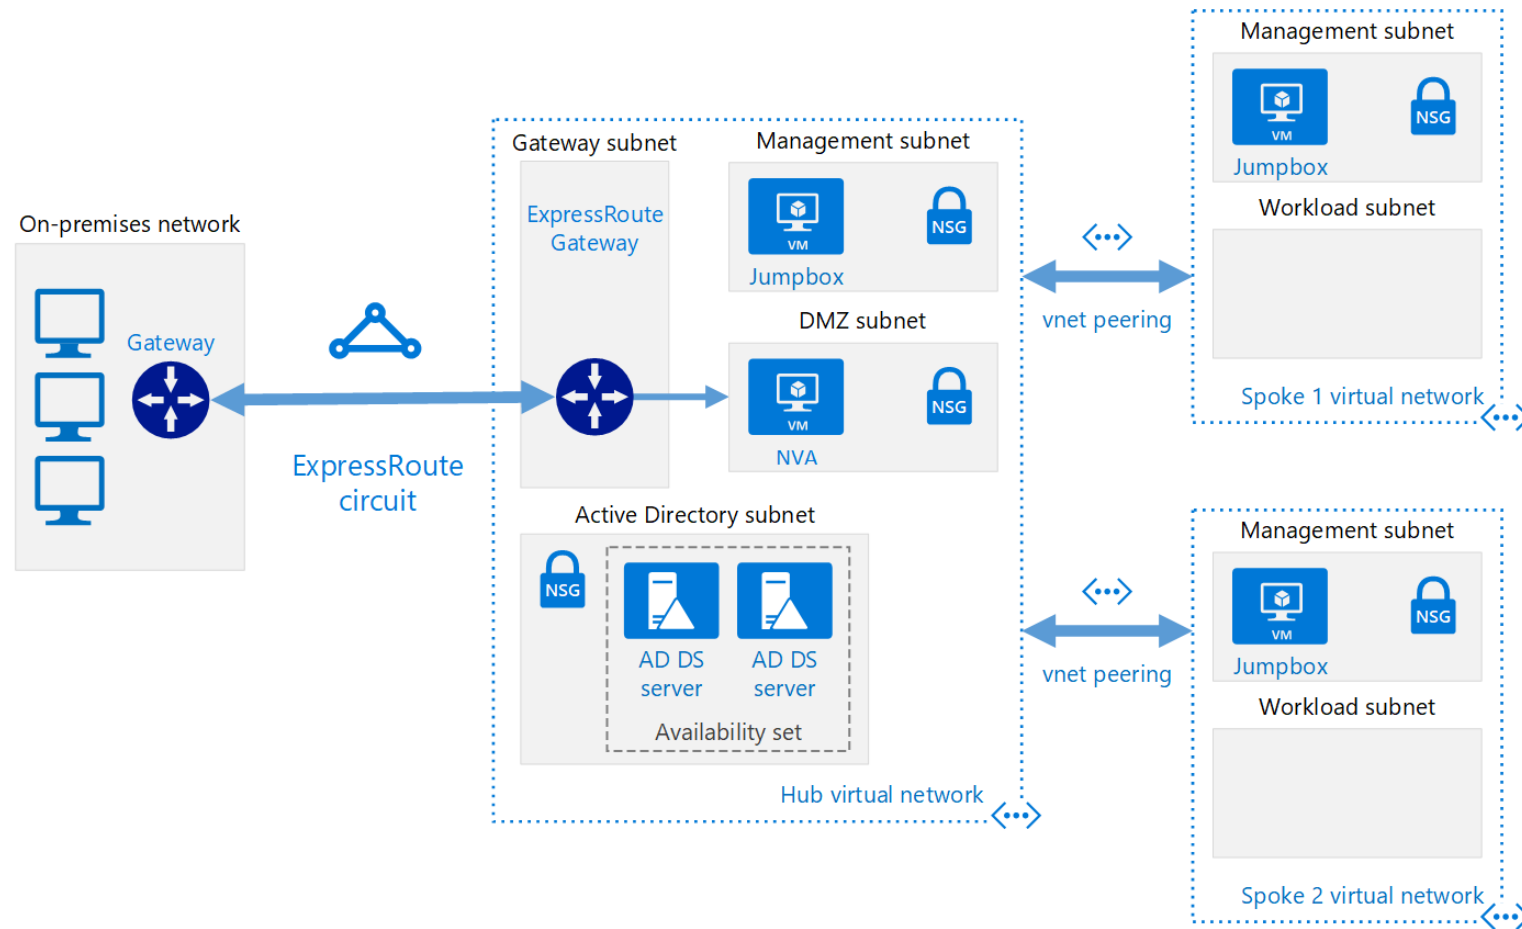 On-premises network
Gateway
ExpressRoute
circuit
Gateway subnet
ExpressRoute
Gateway
Management subnet
VM
NSG
Jumpbox
DMZ subnet
VM
NSG
NVA
Active Directory subnet
NSG
AD DS
server
AD DS
server
Availability set
Hub virtual network
vnet peering
vnet peering
Management subnet
VM
NSG
Jumpbox
Workload subnet
Spoke 1 virtual network
Management subnet
VM
NSG
Jumpbox
Workload subnet
Spoke 2 virtual network